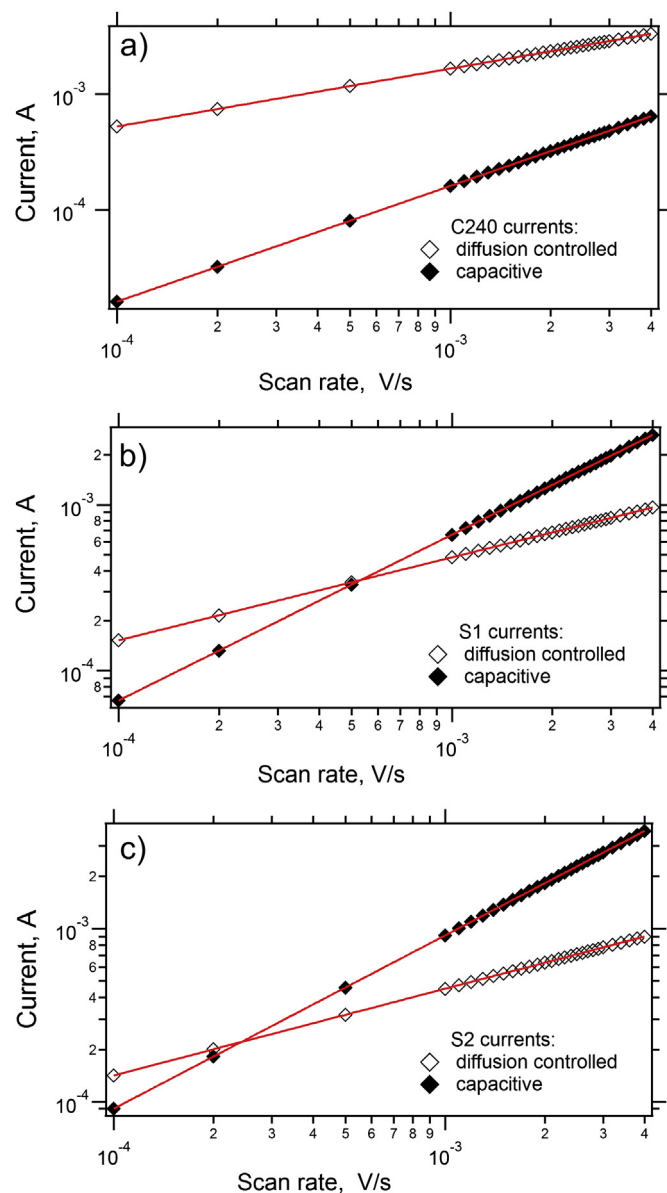 a)
Current, A
10⁻³
10⁻⁴
C240 currents:
diffusion controlled
capacitive
2 3 4 5 6 7 8 9 2 3 4
10⁻⁴ 10⁻³
Scan rate, V/s
b)
Current, A
2
10⁻³
8
6
4
2
10⁻⁴
8
S1 currents:
diffusion controlled
capacitive
2 3 4 5 6 7 8 9 2 3 4
10⁻⁴ 10⁻³
Scan rate, V/s
c)
Current, A
2
10⁻³
8
6
4
2
10⁻⁴
S2 currents:
diffusion controlled
capacitive
2 3 4 5 6 7 8 9 2 3 4
10⁻⁴ 10⁻³
Scan rate, V/s